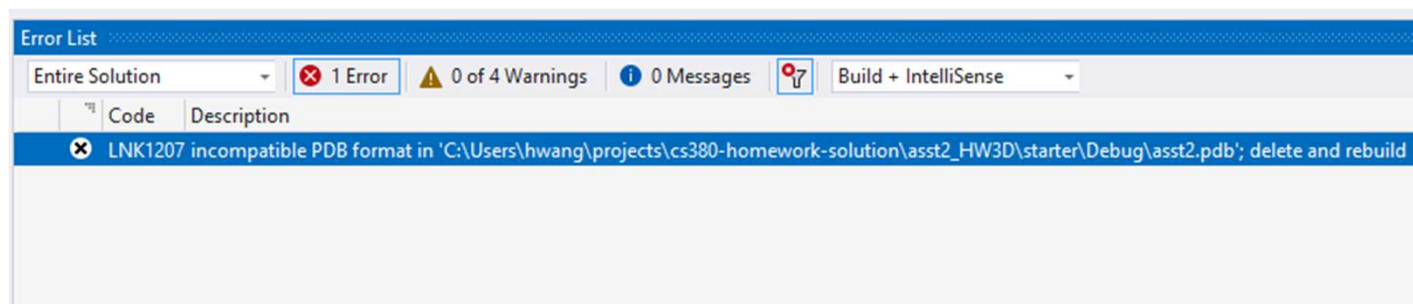 Error List
Entire Solution 1 Error 0 of 4 Warnings 0 Messages Build + IntelliSense
Code Description
LNK1207 incompatible PDB format in 'C:\Users\hwang\projects\cs380-homework-solution\asst2_HW3D\starter\Debug\asst2.pdb'; delete and rebuild